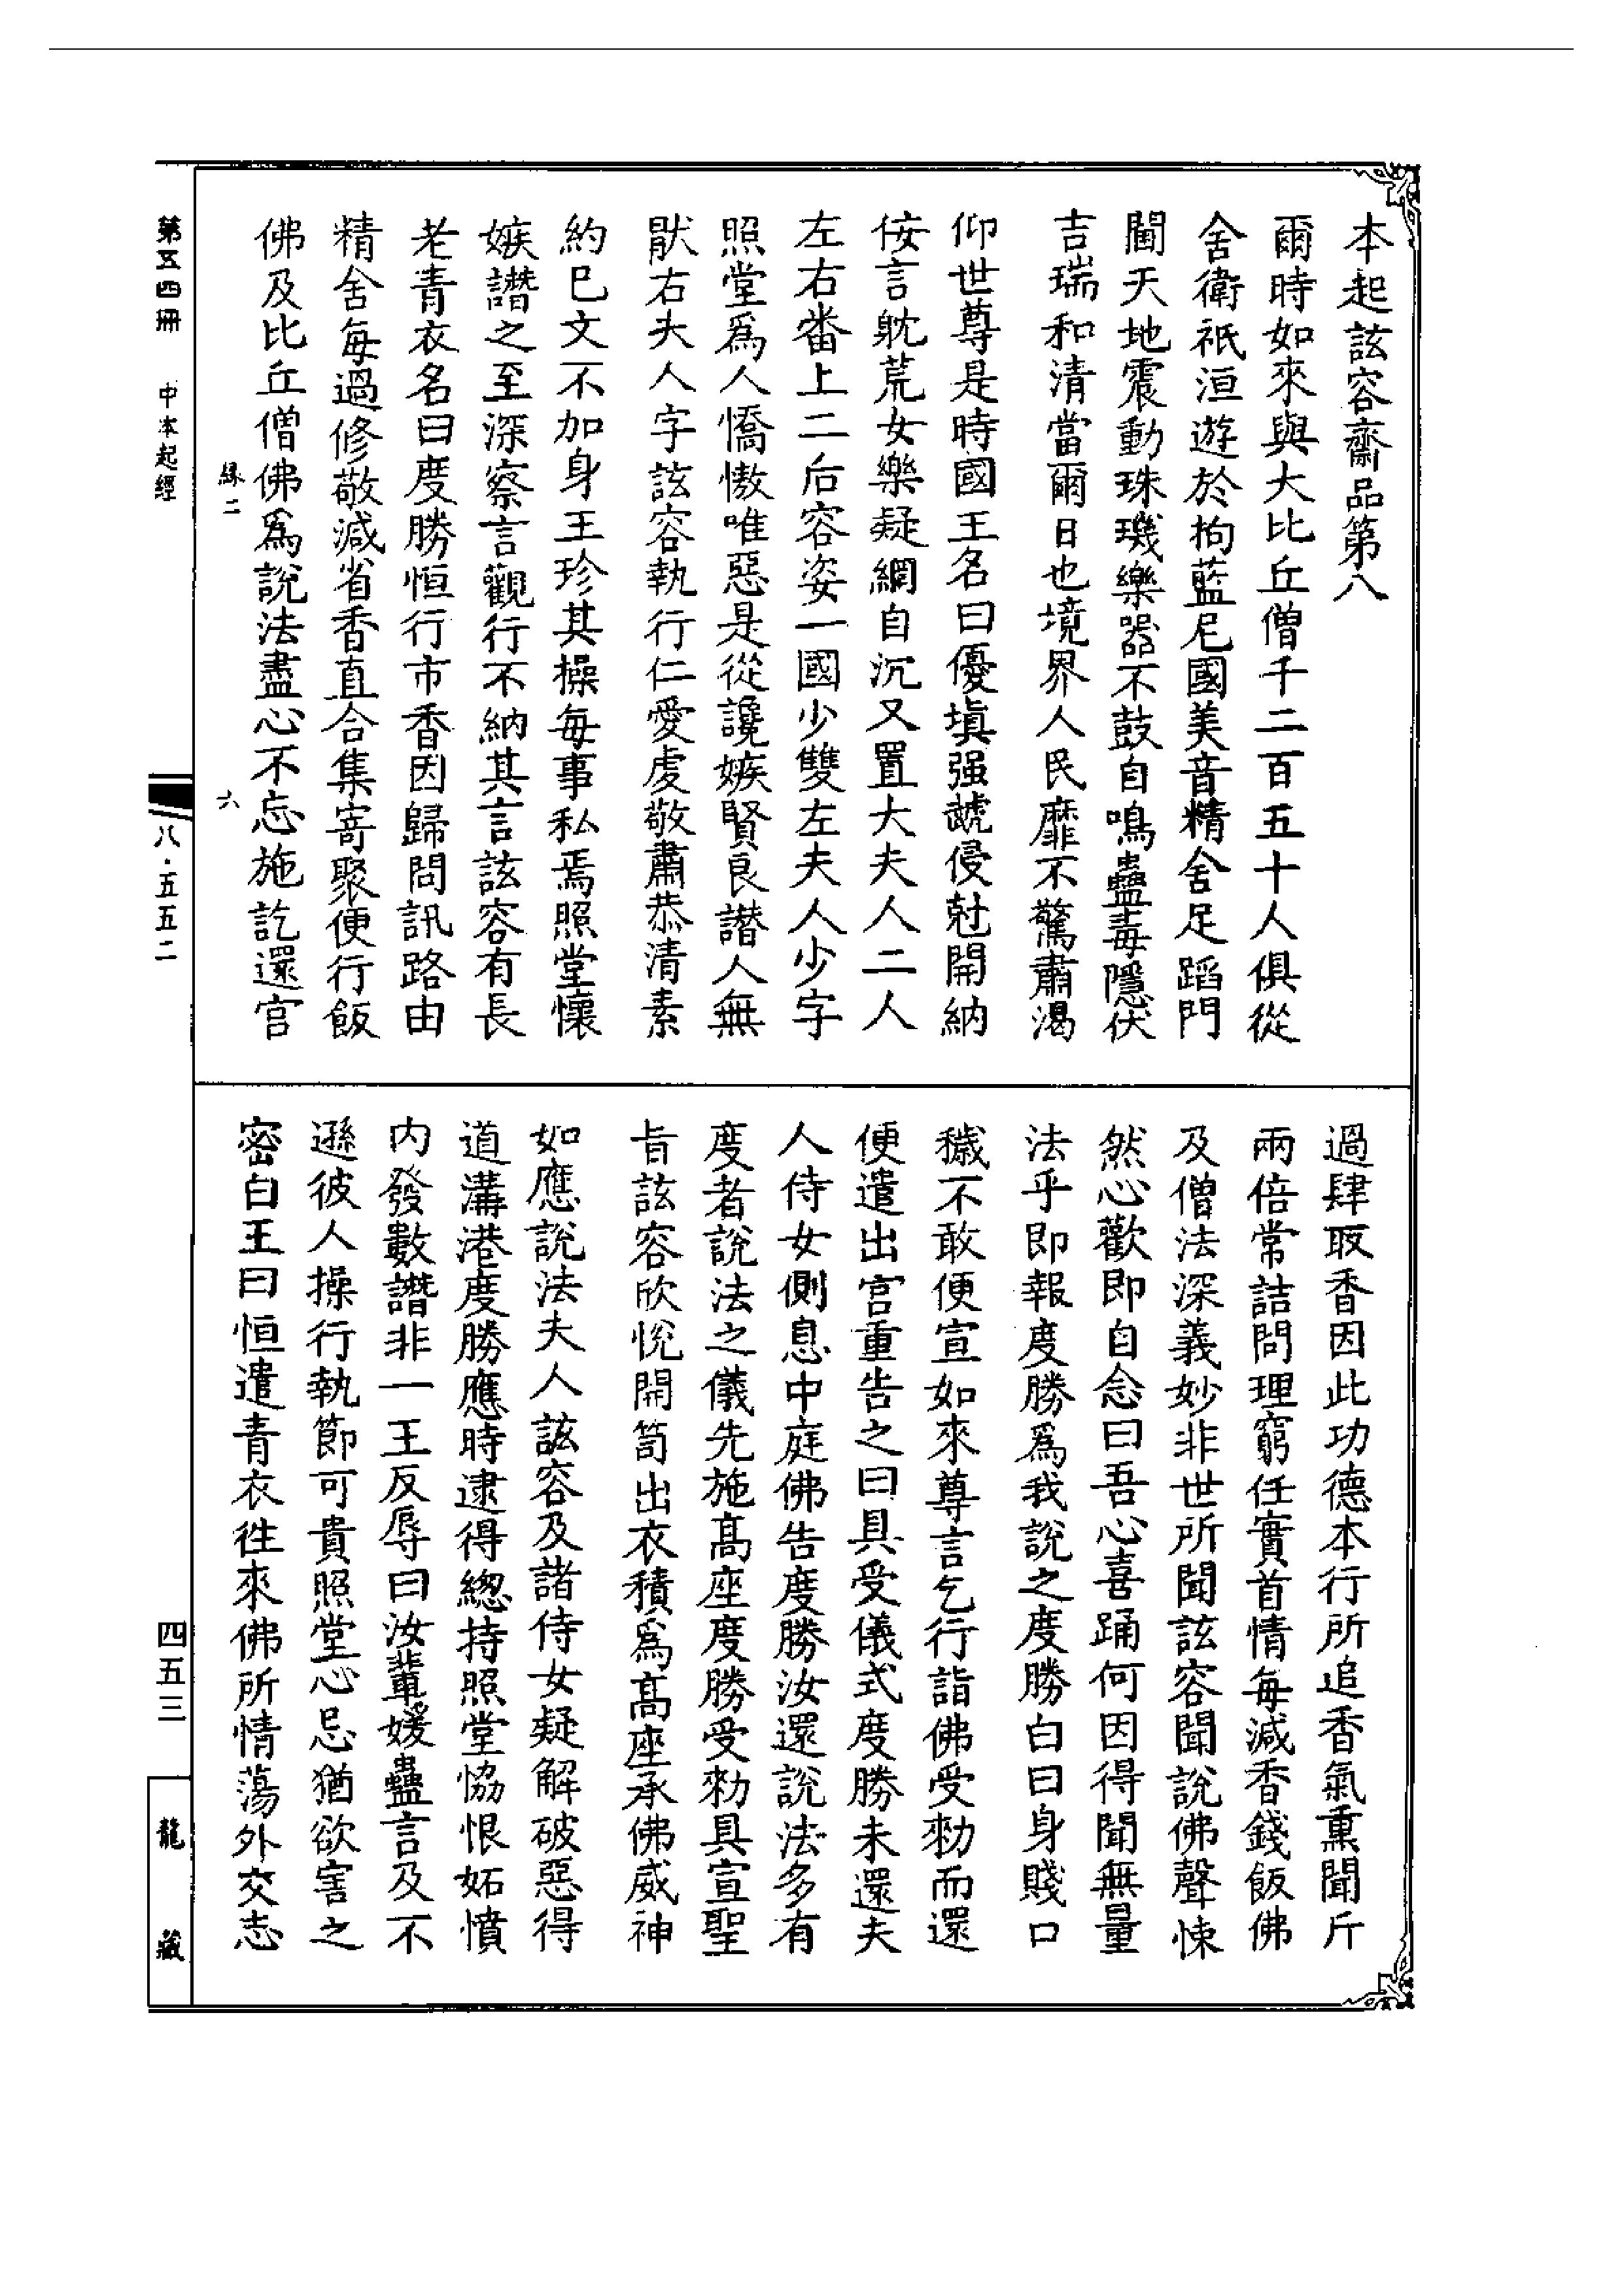 本起該容齋品第八
爾時如來與大比丘僧千二百五十人俱從
舍衛祇洹遊於拘藍尼國美音精舍足蹈門
閫天地震動珠璣樂器不鼓自鳴蠱毒隱伏
吉瑞和清當爾日也境界人民靡不驚肅渴
仰世尊是時國王名曰優填强虣侵尅開納
侫言躭荒女樂疑網自沉又置大夫人二人
左右番上二后容姿一國少雙左夫人少字
照堂爲人憍慠唯惡是從讒嫉賢良譛人無
猒右夫人字該容執行仁愛虔敬肅恭清素
約已文不加身王珍其操每事私焉照堂懷
嫉譛之至深察言觀行不納其言該容有長
老青衣名曰度勝恒行市香因歸問訊路由
精舍每過修敬減省香直合集寄聚便行飯
佛及比丘僧佛爲說法盡心不忘施訖還宫
過肆取香因此功德本行所追香氣熏聞斤
兩倍常詰問理窮任實首情每減香錢飯佛
及僧法深義妙非世所聞該容聞說佛聲悚
然心歡即自念曰吾心喜踊何因得聞無量
法乎即報度勝爲我說之度勝白曰身賤口
穢不敢便宣如來尊言乞行詣佛受勑而還
便遣出宫重告之曰具受儀式度勝未還夫
人侍女側息中庭佛告度勝汝還說法多有
度者說法之儀先施髙座度勝受勑具宣聖
旨該容欣悅開笥出衣積爲髙座承佛威神
如應說法夫人該容及諸侍女疑解破惡得
道溝港度勝應時逮得總持照堂恊恨妬憤
内發數譛非一王反辱曰汝輩媛蠱言及不
遜彼人操行執節可貴照堂心忌猶欲害之
密白王曰恒遣青衣徃來佛所情蕩外交志
第五四冊 中本起經
緣二 六
八·五五二
四五三
龍藏